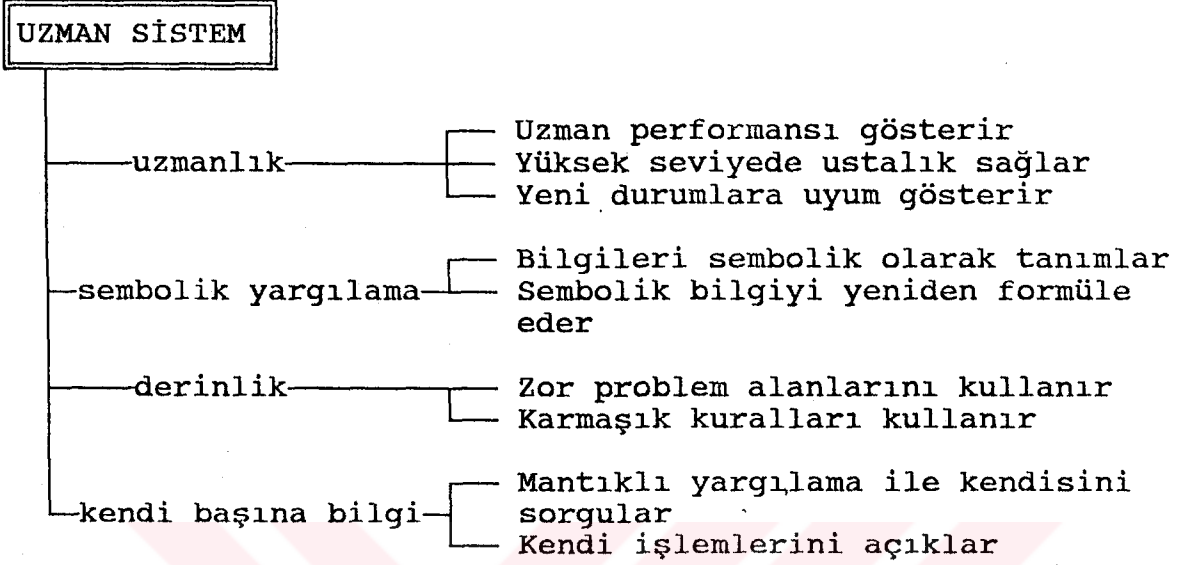 UZMAN SİSTEM
Uzman performansı gösterir
uzmanlık
Yüksek seviyede ustalık sağlar
Yeni durumlara uyum gösterir
Bilgileri sembolik olarak tanımlar
sembolik yargılama
Sembolik bilgiyi yeniden formüle
eder
derinlik
Zor problem alanlarını kullanır
Karmaşık kuralları kullanır
Mantıklı yargılama ile kendisini
kendi başına bilgi
sorgular
Kendi işlemlerini açıklar